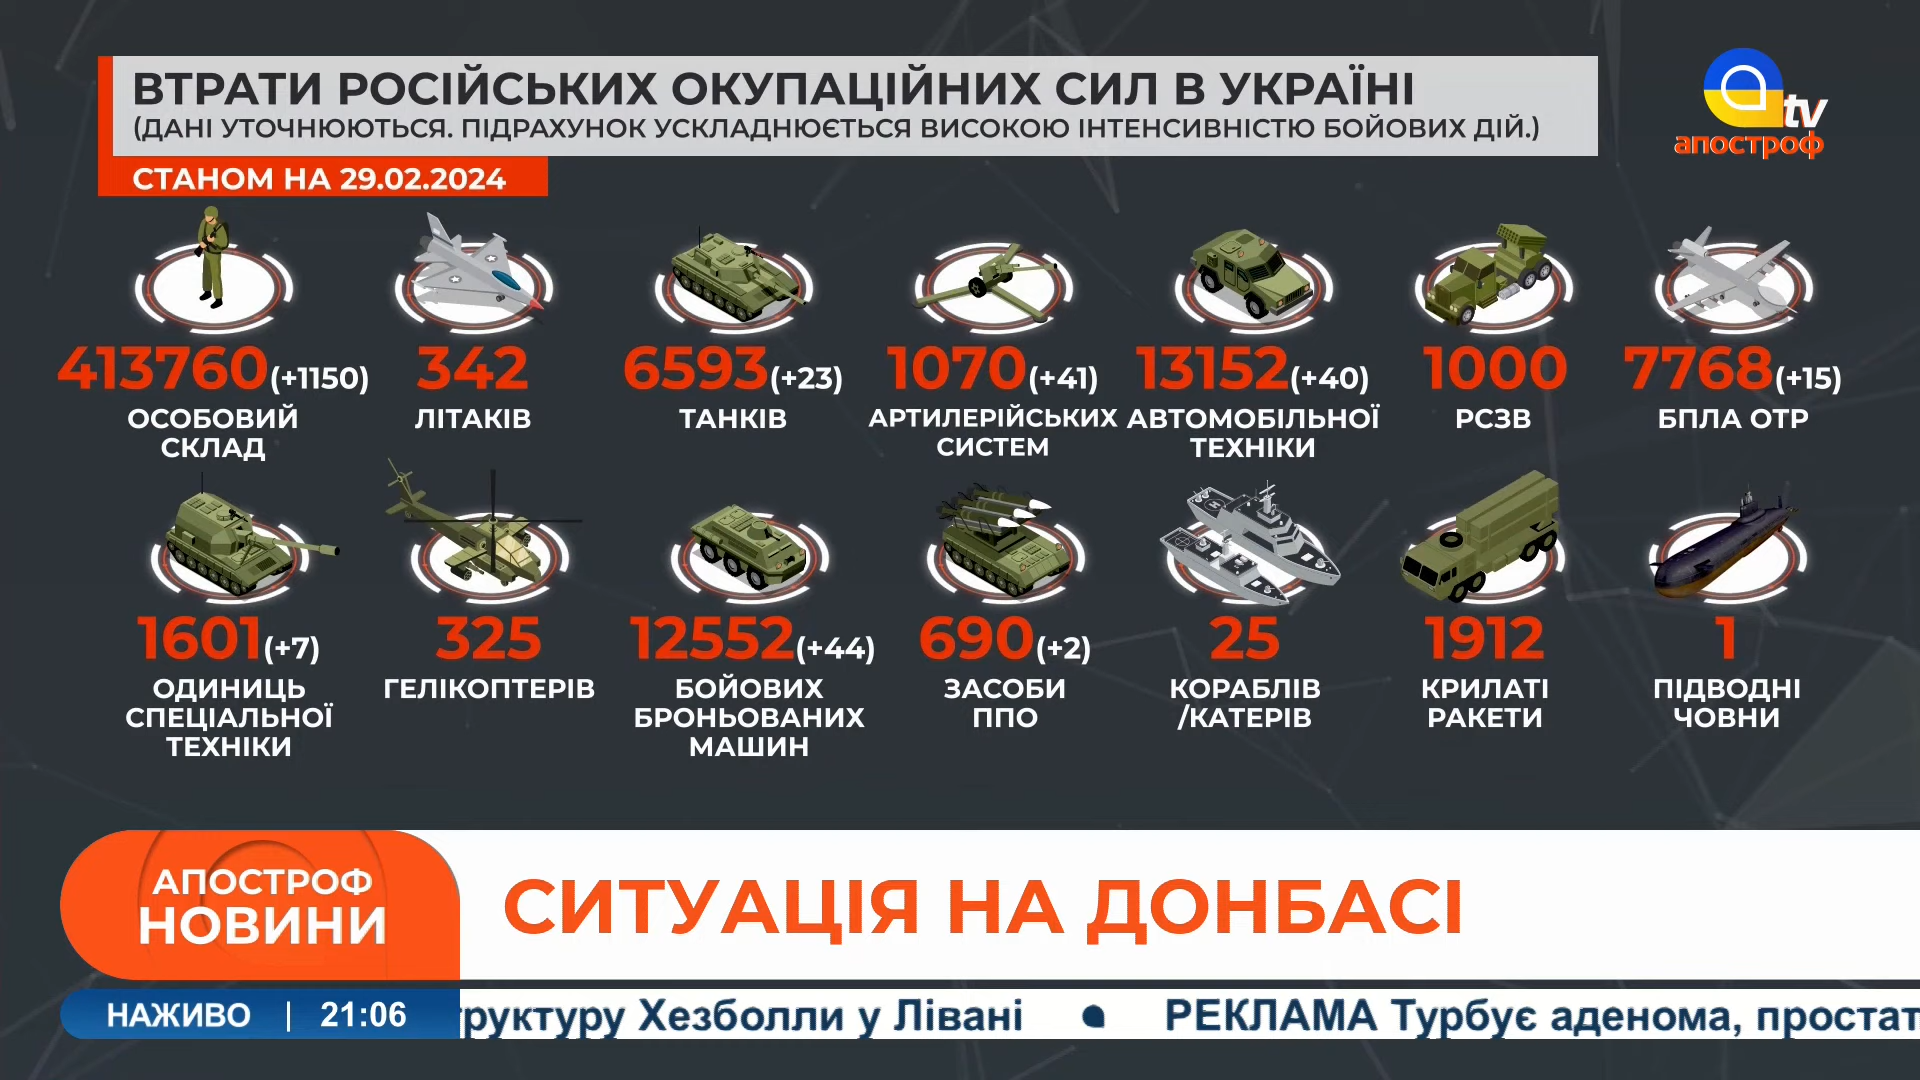 ВТРАТИ РОСІЙСЬКИХ ОКУПАЦІЙНИХ СИЛ В УКРАЇНІ
(ДАНІ УТОЧНЮЮТЬСЯ. ПІДРАХУНОК УСКЛАДНЮЄТЬСЯ ВИСОКОЮ ІНТЕНСИВНІСТЮ БОЙОВИХ ДІЙ.)
СТАНОМ НА 29.02.2024
tv
апостроф
413760(+1150)
ОСОБОВИЙ
СКЛАД
342
ЛІТАКІВ
6593(+23)
ТАНКІВ
1070(+41)
АРТИЛЕРІЙСЬКИХ
СИСТЕМ
13152(+40)
АВТОМОБІЛЬНОЇ
ТЕХНІКИ
1000
РСЗВ
7768(+15)
БПЛА ОТР
1601(+7)
ОДИНИЦЬ
СПЕЦІАЛЬНОЇ
ТЕХНІКИ
325
ГЕЛІКОПТЕРІВ
12552(+44)
БОЙОВИХ
БРОНЬОВАНИХ
МАШИН
690(+2)
ЗАСОБИ
ППО
25
КОРАБЛІВ
/КАТЕРІВ
1912
КРИЛАТІ
РАКЕТИ
1
ПІДВОДНІ
ЧОВНИ
АПОСТРОФ
НОВИНИ
СИТУАЦІЯ НА ДОНБАСІ
НАЖИВО | 21:06
руктуру Хезболли у Лівані • РЕКЛАМА Турбує аденома, простат